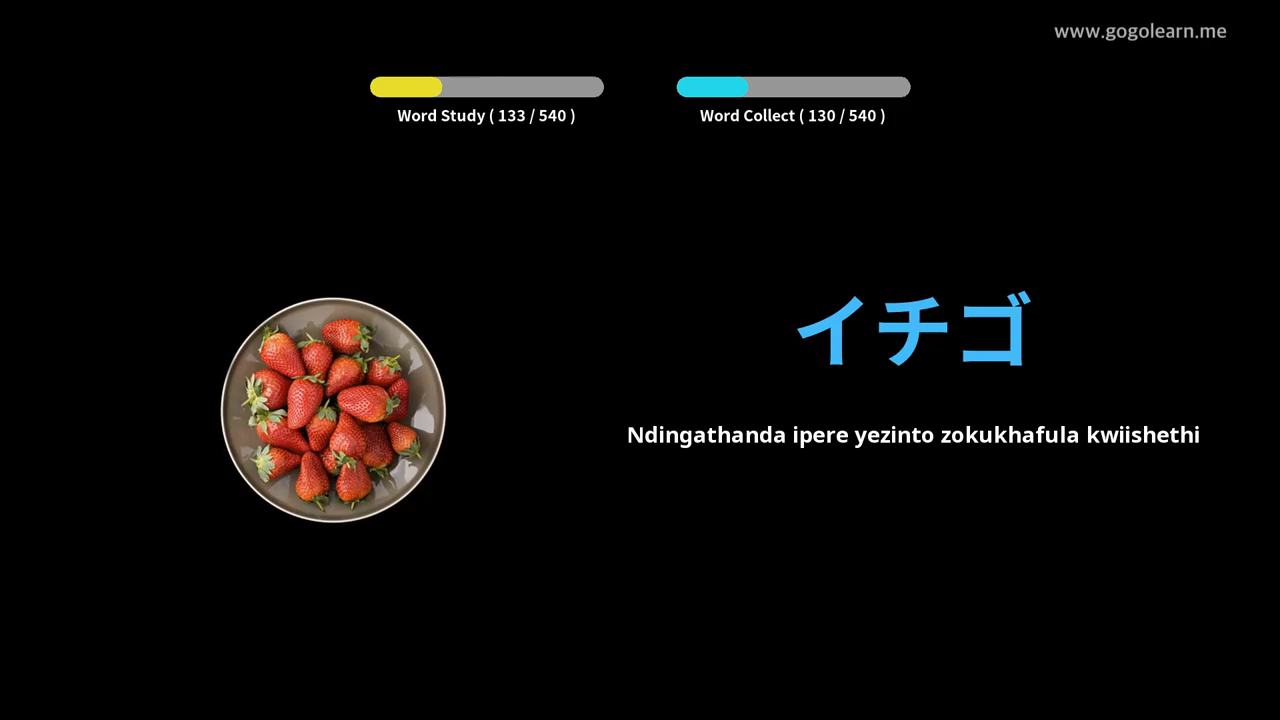 www.gogolearn.me
Word Study ( 133 / 540 )
Word Collect ( 130 / 540 )
イチゴ
Ndingathanda ipere yezinto zokukhafula kwiishethi